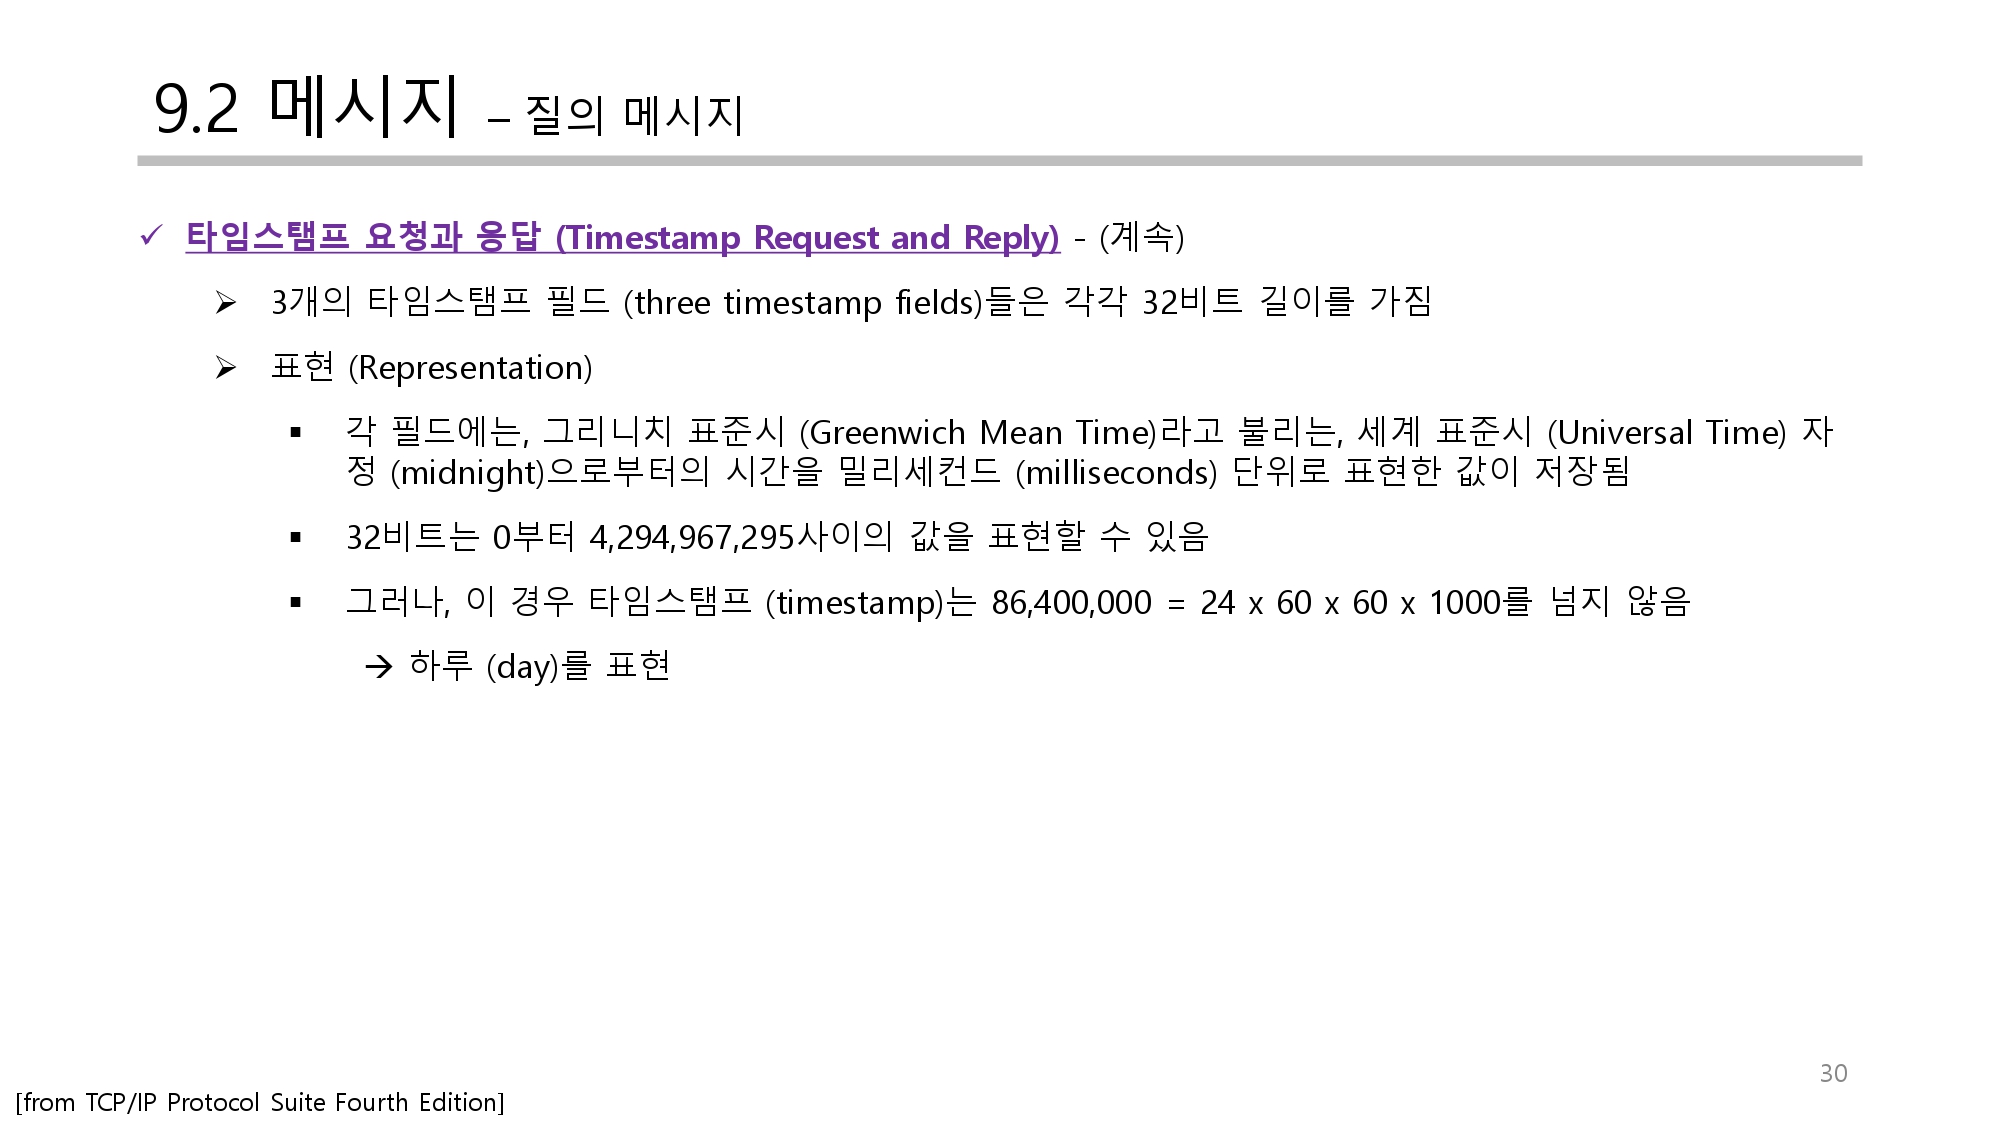 9.2 메시지 – 질의 메시지
✓ 타임스탬프 요청과 응답 (Timestamp Request and Reply) - (계속)
➢ 3개의 타임스탬프 필드 (three timestamp fields)들은 각각 32비트 길이를 가짐
➢ 표현 (Representation)
▪ 각 필드에는, 그리니치 표준시 (Greenwich Mean Time)라고 불리는, 세계 표준시 (Universal Time) 자
정 (midnight)으로부터의 시간을 밀리세컨드 (milliseconds) 단위로 표현한 값이 저장됨
▪ 32비트는 0부터 4,294,967,295사이의 값을 표현할 수 있음
▪ 그러나, 이 경우 타임스탬프 (timestamp)는 86,400,000 = 24 x 60 x 60 x 1000를 넘지 않음
→ 하루 (day)를 표현
30
[from TCP/IP Protocol Suite Fourth Edition]